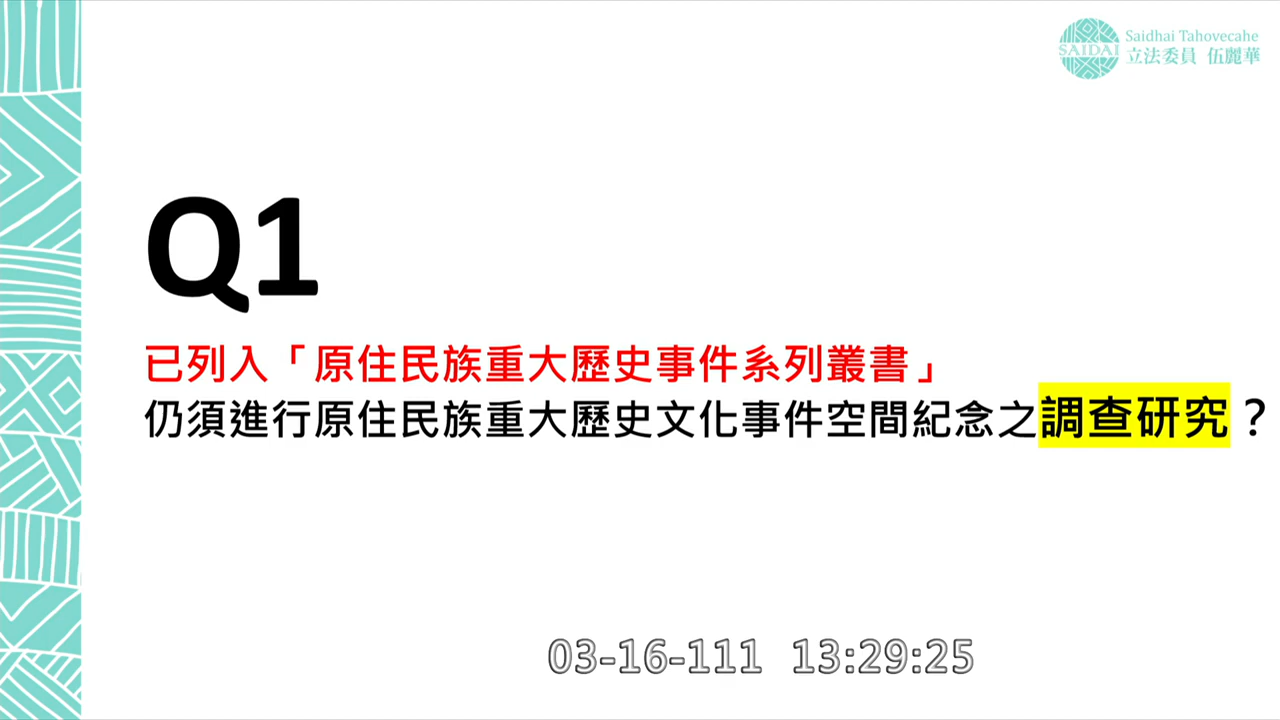 Saidhai Tahovecahe
SAIDAI
立法委員 伍麗華
Q1
已列入「原住民族重大歷史事件系列叢書」
仍須進行原住民族重大歷史文化事件空間紀念之調查研究？
03-16-111 13:29:25